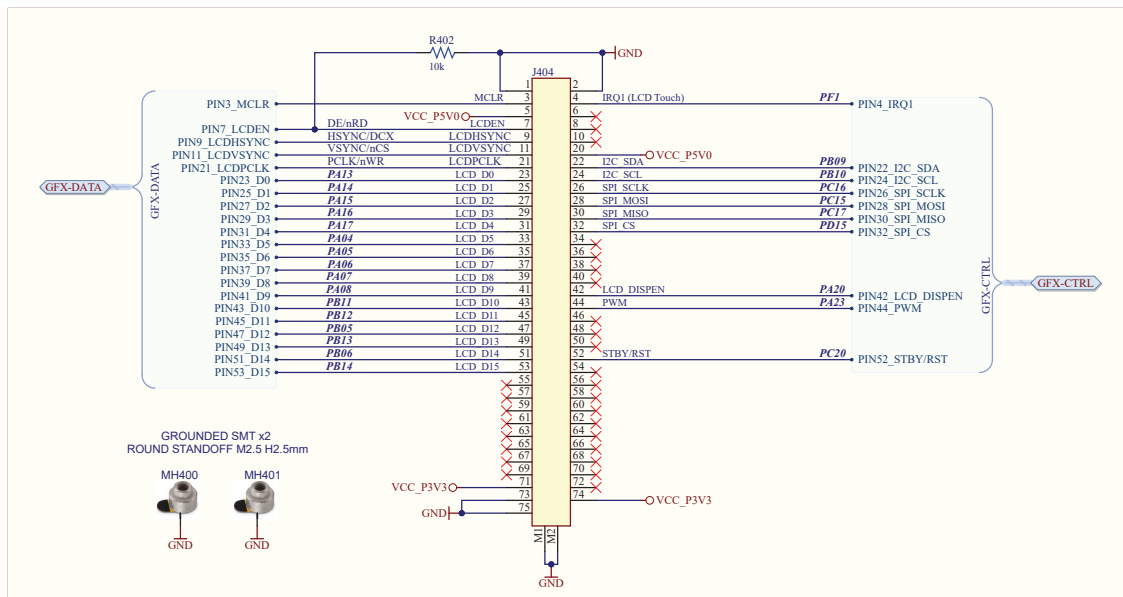 R402
10k
GND
J404
1 2
PIN3_MCLR MCLR 3 4 IRQ1 (LCD Touch) PF1 PIN4_IRQ1
VCC_P5V0 5 6
PIN7_LCDEN DE/nRD LCDEN 7 8
PIN9_LCDHSYNC HSYNC/DCX LCDHSYNC 9 10
PIN11_LCDVSYNC VSYNC/nCS LCDVSYNC 11 20 VCC_P5V0
PIN21_LCDPCLK PCLK/nWR LCDPCLK 21 22 I2C_SDA PB09 PIN22_I2C_SDA
PIN23_D0 PA13 LCD_D0 23 24 I2C_SCL PB10 PIN24_I2C_SCL
PIN25_D1 PA14 LCD_D1 25 26 SPI_SCLK PC16 PIN26_SPI_SCK
PIN27_D2 PA15 LCD_D2 27 28 SPI_MOSI PC15 PIN28_SPI_MOSI
PIN29_D3 PA16 LCD_D3 29 30 SPI_MISO PC17 PIN30_SPI_MISO
PIN31_D4 PA17 LCD_D4 31 32 SPI_CS PD15 PIN32_SPI_CS
PIN33_D5 PA04 LCD_D5 33 34
PIN35_D6 PA05 LCD_D6 35 36
PIN37_D7 PA06 LCD_D7 37 38
PIN39_D8 PA07 LCD_D8 39 40
PIN41_D9 PA08 LCD_D9 41 42 LCD_DISPEN PA20 PIN42_LCD_DISPEN
PIN43_D10 PB11 LCD_D10 43 44 PWM PA23 PIN44_PWM
PIN45_D11 PB12 LCD_D11 45 46
PIN47_D12 PB05 LCD_D12 47 48
PIN49_D13 PB13 LCD_D13 49 50
PIN51_D14 PB06 LCD_D14 51 52 STBY/RST PC20 PIN52_STBY/RST
PIN53_D15 PB14 LCD_D15 53 54
55 56
57 58
59 60
61 62
63 64
65 66
67 68
69 70
VCC_P3V3 71 72
73 74 VCC_P3V3
GND 75
M1 M2
GND
GFX-DATA
GFX-DATA
GFX-CTRL
GFX-CTRL
GROUNDED SMT x2
ROUND STANDOFF M2.5 H2.5mm
MH400 MH401
GND GND